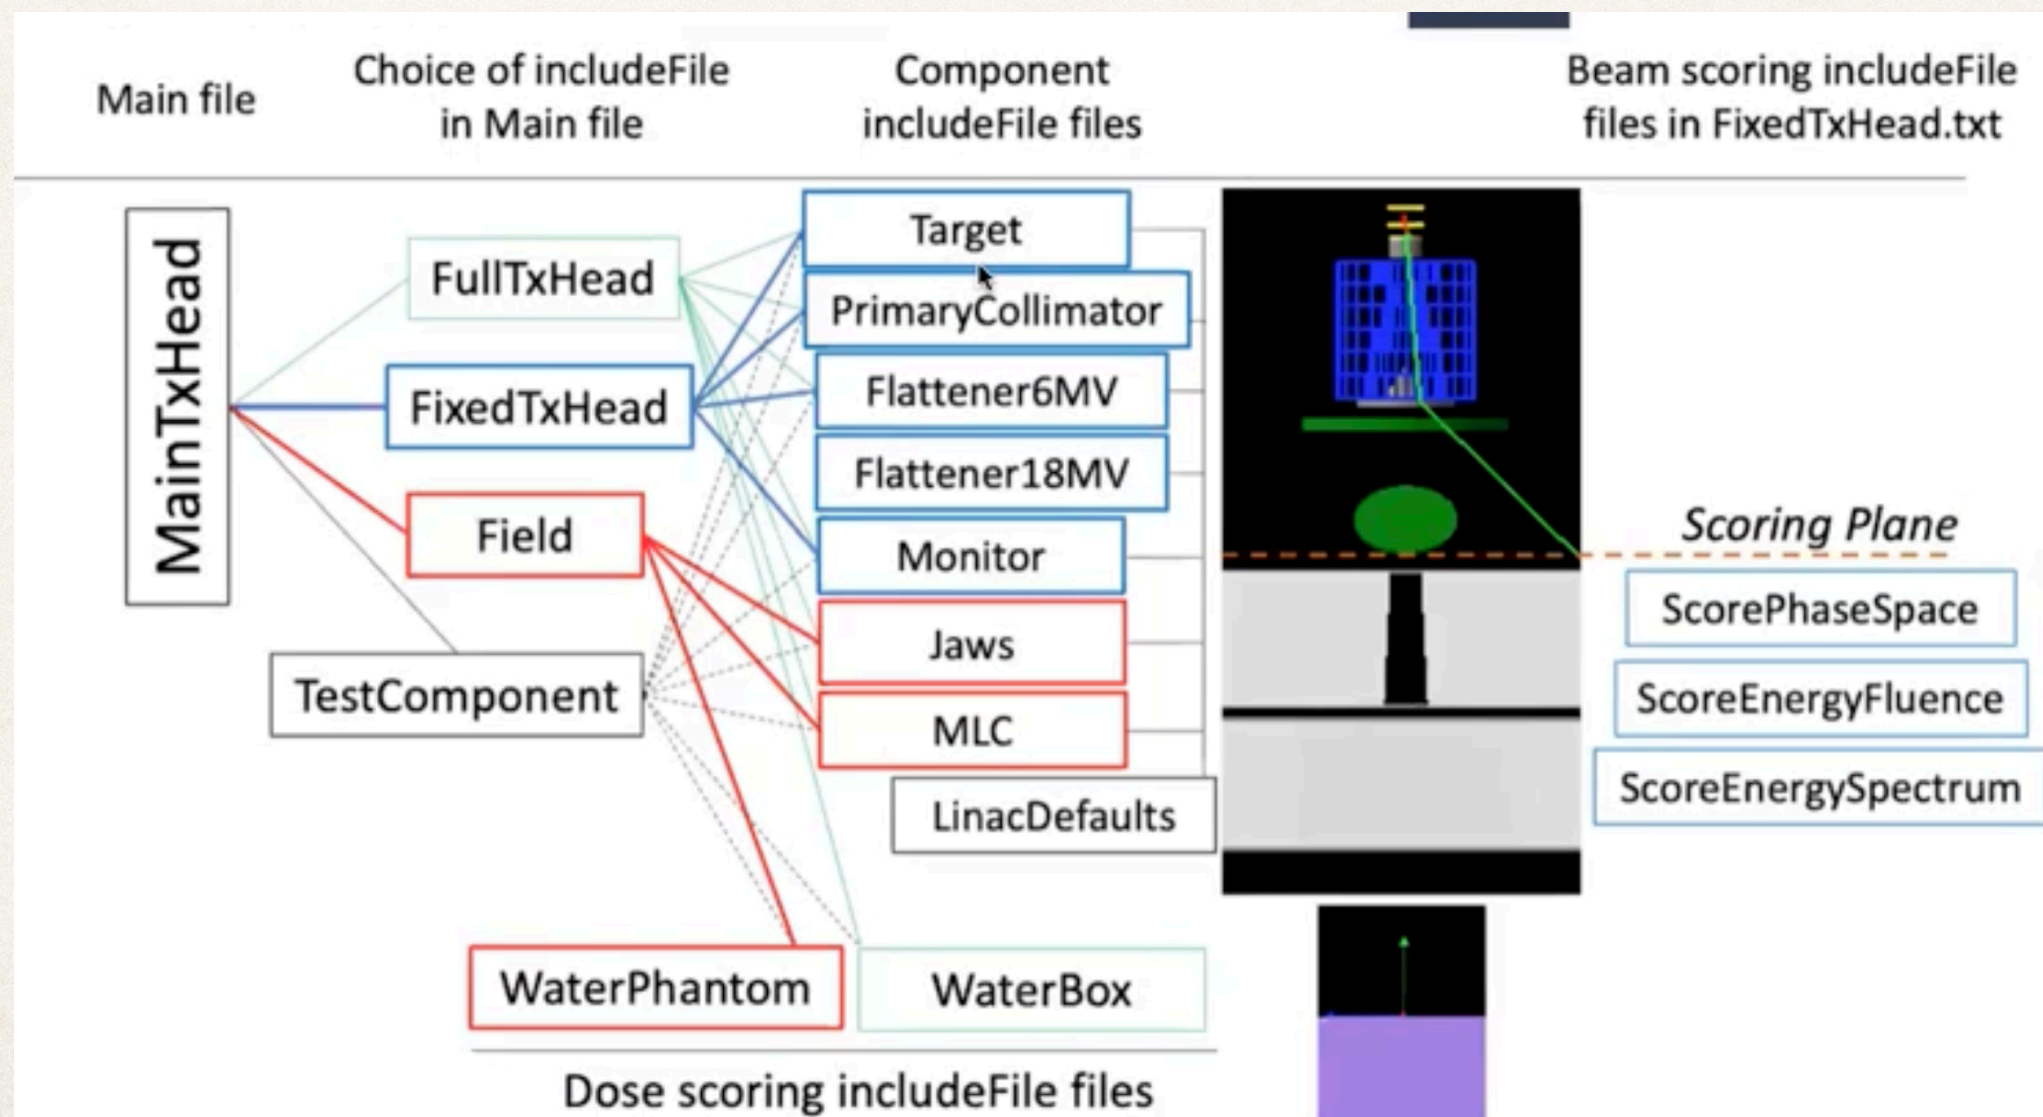 Main file
Choice of includeFile
in Main file
Component
includeFile files
Beam scoring includeFile
files in FixedTxHead.txt
MainTxHead
FullTxHead
FixedTxHead
Field
TestComponent
Target
PrimaryCollimator
Flattener6MV
Flattener18MV
Monitor
Jaws
MLC
LinacDefaults
Scoring Plane
ScorePhaseSpace
ScoreEnergyFluence
ScoreEnergySpectrum
WaterPhantom
WaterBox
Dose scoring includeFile files